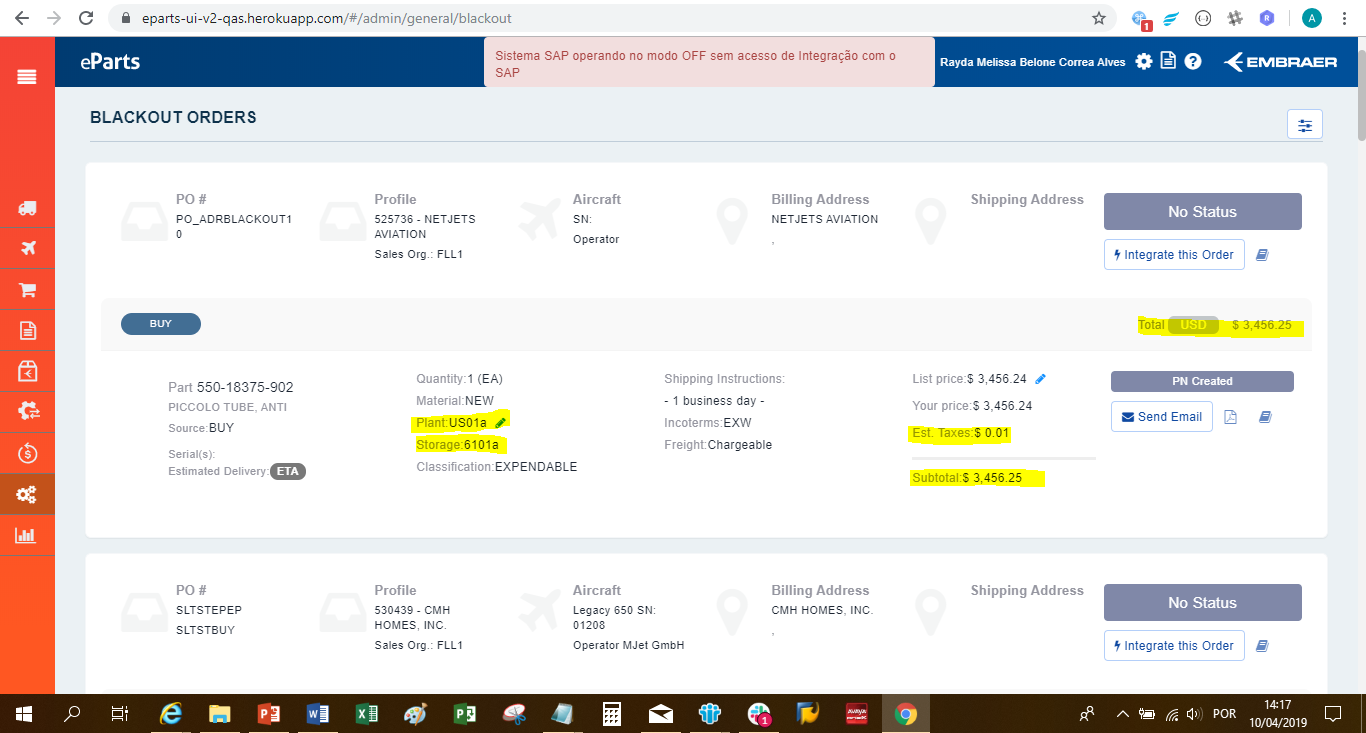 eparts-ui-v2-qas.herokuapp.com/#/admin/general/blackout
1
A
eParts
Sistema SAP operando no modo OFF sem acesso de Integração com o
SAP
Rayda Melissa Belone Correa Alves
EMBRAER
BLACKOUT ORDERS
PO #
PO_ADRBLACKOUT1
0
Profile
525736 - NETJETS
AVIATION
Sales Org.: FLL1
Aircraft
SN:
Operator
Billing Address
NETJETS AVIATION
,
Shipping Address
No Status
Integrate this Order
BUY
Total USD $ 3,456.25
Part 550-18375-902
PICCOLO TUBE, ANTI
Source:BUY
Serial(s):
Estimated Delivery: ETA
Quantity:1 (EA)
Material:NEW
Plant:US01a
Storage:6101a
Classification:EXPENDABLE
Shipping Instructions:
- 1 business day -
Incoterms:EXW
Freight:Chargeable
List price:$ 3,456.24
Your price:$ 3,456.24
Est. Taxes:$ 0.01
Subtotal:$ 3,456.25
PN Created
Send Email
PO #
SLTSTEPEP
SLTSTBUY
Profile
530439 - CMH
HOMES, INC.
Sales Org.: FLL1
Aircraft
Legacy 650 SN:
01208
Operator MJet GmbH
Billing Address
CMH HOMES, INC.
,
Shipping Address
No Status
Integrate this Order
POR
14:17
10/04/2019